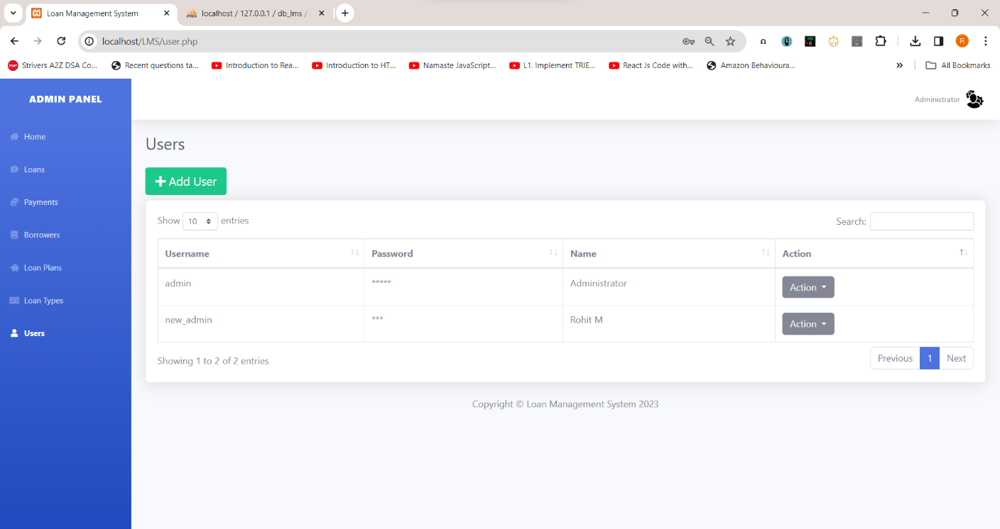 Loan Management System
localhost / 127.0.0.1 / db_lms /
localhost/LMS/user.php
R
Strivers A2Z DSA Co...
Recent questions ta...
Introduction to Rea...
Introduction to HT...
Namaste JavaScript...
L1. Implement TRIE...
React Js Code with...
Amazon Behavioura...
All Bookmarks
ADMIN PANEL
Administrator
Home
Loans
Payments
Borrowers
Loan Plans
Loan Types
Users
Users
Add User
Show 10 entries
Search:
Username Password Name Action
admin ***** Administrator Action
new_admin *** Rohit M Action
Showing 1 to 2 of 2 entries
Previous 1 Next
Copyright © Loan Management System 2023